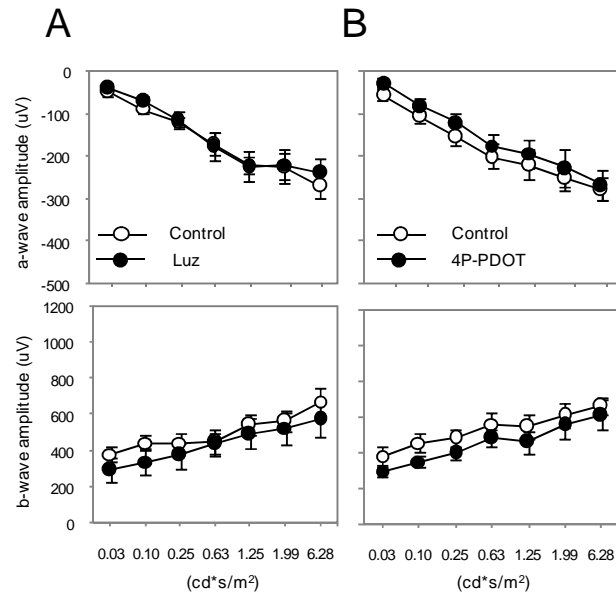 A
B
0
-100
-200
-300
-400
-500
a-wave amplitude (uV)
Control
Luz
Control
4P-PDOT
1200
1000
800
600
400
200
0
b-wave amplitude (uV)
0.03 0.10 0.25 0.63 1.25 1.99 6.28
(cd*s/m²)
0.03 0.10 0.25 0.63 1.25 1.99 6.28
(cd*s/m²)